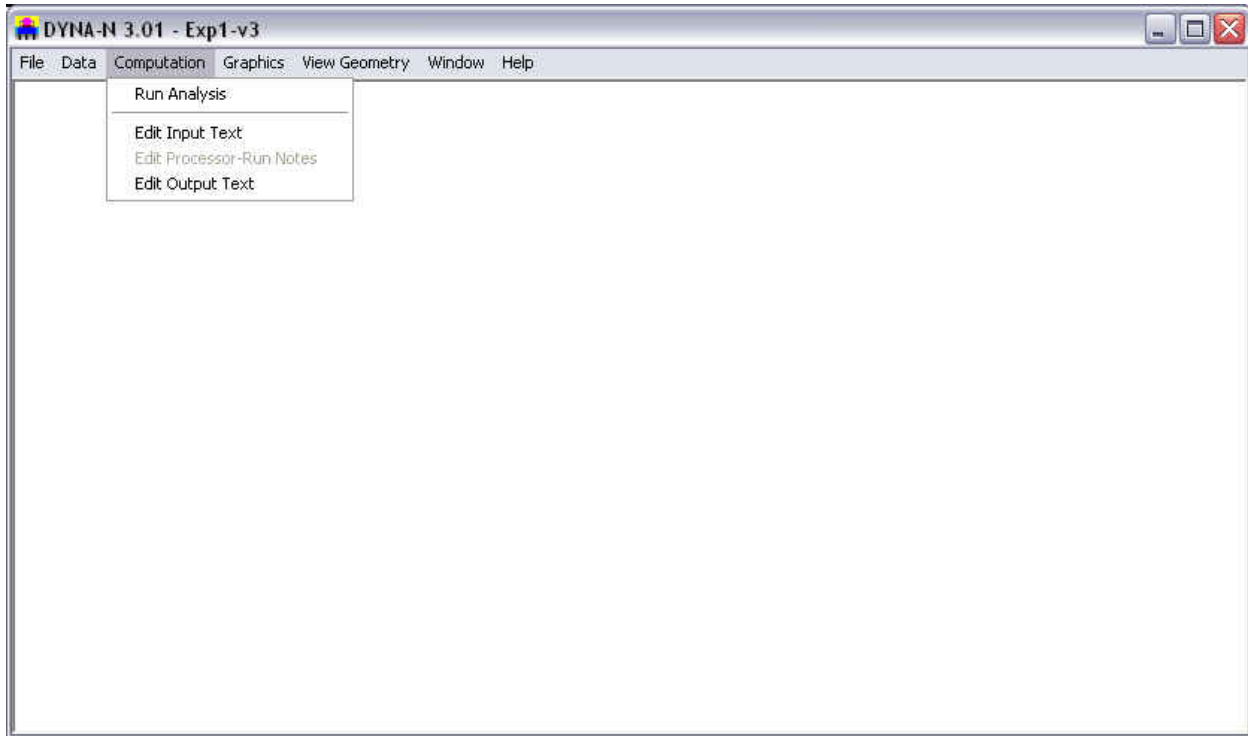 DYNA-N 3.01 - Exp1-v3
File Data Computation Graphics View Geometry Window Help
Run Analysis
Edit Input Text
Edit Processor-Run Notes
Edit Output Text